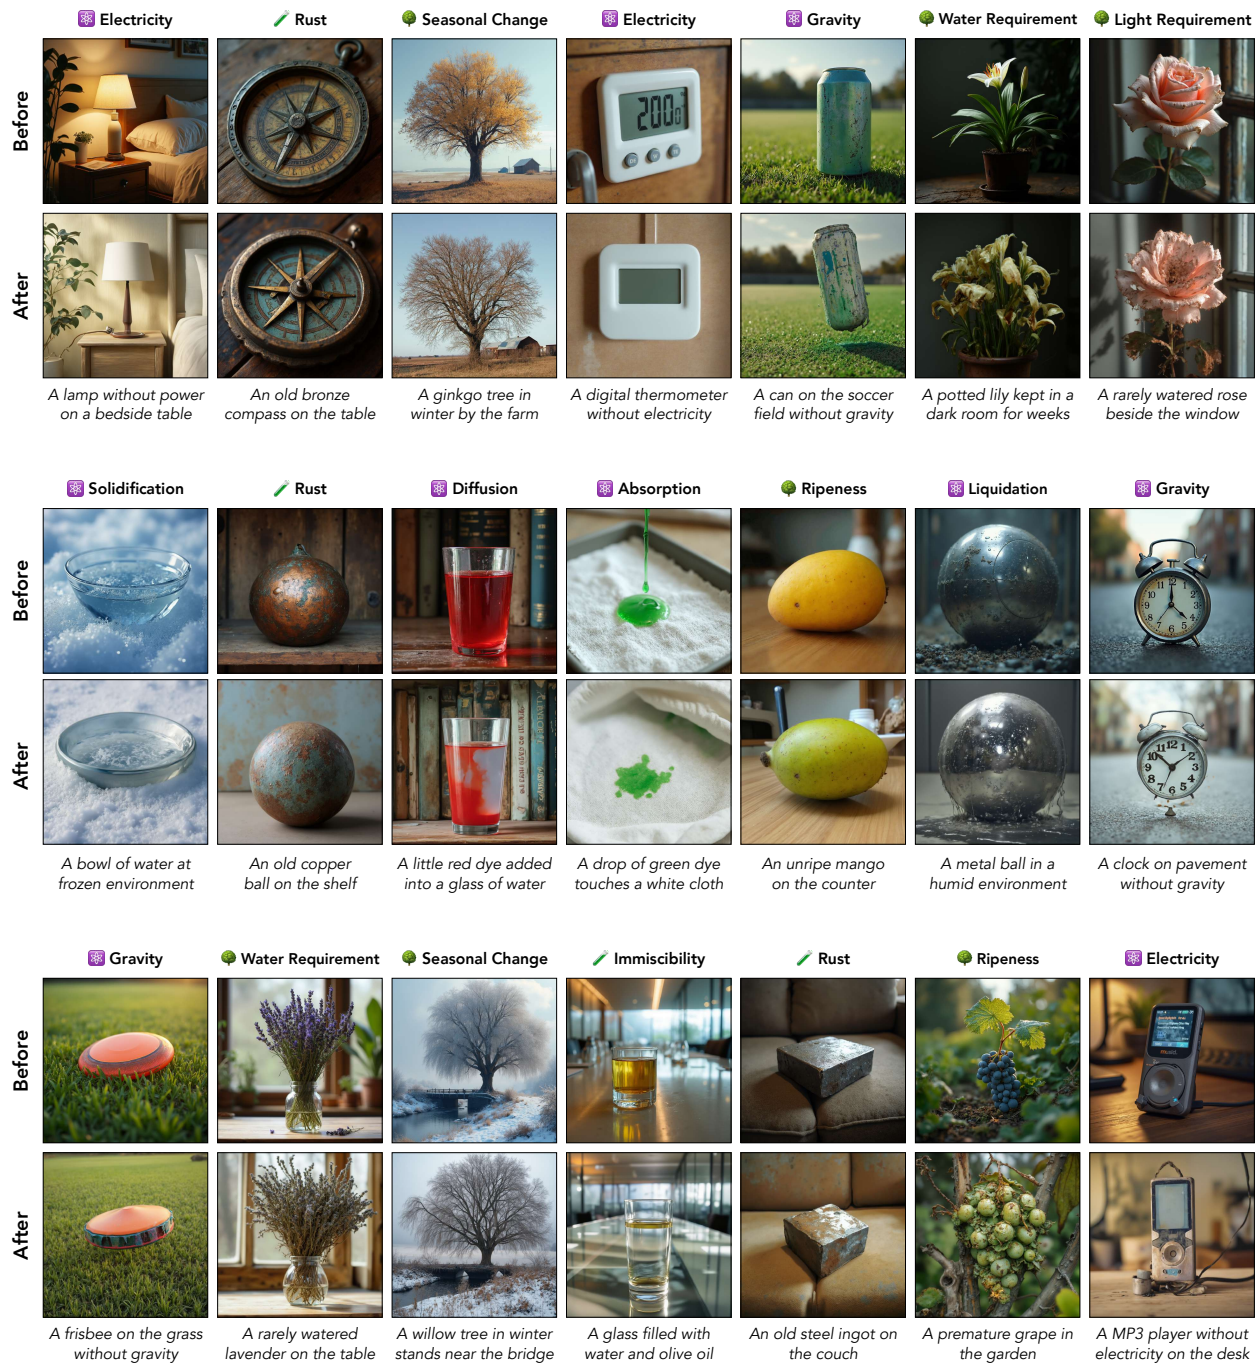 Electricity
Rust
Seasonal Change
Electricity
Gravity
Water Requirement
Light Requirement
Before
200
After
A lamp without power
on a bedside table
An old bronze
compass on the table
A ginkgo tree in
winter by the farm
A digital thermometer
without electricity
A can on the soccer
field without gravity
A potted lily kept in a
dark room for weeks
A rarely watered rose
beside the window
Solidification
Rust
Diffusion
Absorption
Ripeness
Liquidation
Gravity
Before
After
A bowl of water at
frozen environment
An old copper
ball on the shelf
A little red dye added
into a glass of water
A drop of green dye
touches a white cloth
An unripe mango
on the counter
A metal ball in a
humid environment
A clock on pavement
without gravity
Gravity
Water Requirement
Seasonal Change
Immiscibility
Rust
Ripeness
Electricity
Before
After
A frisbee on the grass
without gravity
A rarely watered
lavender on the table
A willow tree in winter
stands near the bridge
A glass filled with
water and olive oil
An old steel ingot on
the couch
A premature grape in
the garden
A MP3 player without
electricity on the desk